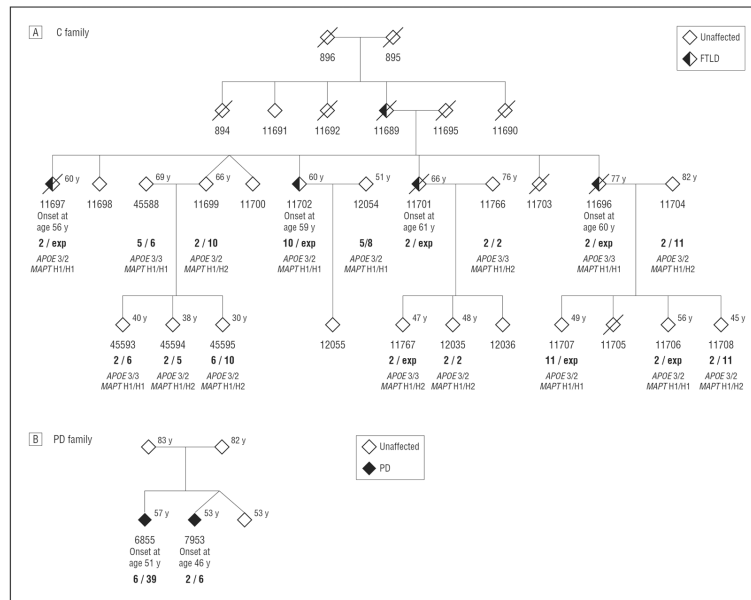 A C family
Unaffected
FTLD
896 895
894 11691 11692 11689 11695 11690
60 y 69 y 66 y 60 y 51 y 66 y 76 y 77 y 82 y
11697 11698 45588 11699 11700 11702 12054 11701 11766 11703 11696 11704
Onset at Onset at Onset at Onset at
age 56 y age 59 y age 61 y age 60 y
2 / exp 5 / 6 2 / 10 10 / exp 5/8 2 / exp 2 / 2 2 / exp 2 / 11
APOE 3/2 APOE 3/3 APOE 3/2 APOE 3/2 APOE 3/2 APOE 3/3 APOE 3/3 APOE 3/2
MAPT H1/H1 MAPT H1/H1 MAPT H1/H2 MAPT H1/H1 MAPT H1/H1 MAPT H1/H2 MAPT H1/H1 MAPT H1/H2
40 y 38 y 30 y 47 y 48 y 49 y 56 y 45 y
45593 45594 45595 12055 11767 12035 12036 11707 11705 11706 11708
2 / 6 2 / 5 6 / 10 2 / exp 2 / 2 11 / exp 2 / exp 2 / 11
APOE 3/3 APOE 3/2 APOE 3/2 APOE 3/3 APOE 3/2 APOE 3/2 APOE 3/2 APOE 3/2
MAPT H1/H1 MAPT H1/H2 MAPT H1/H2 MAPT H1/H2 MAPT H1/H2 MAPT H1/H1 MAPT H1/H1 MAPT H1/H2
B PD family
83 y 82 y
Unaffected
PD
57 y 53 y 53 y
6855 7953
Onset at Onset at
age 51 y age 46 y
6 / 39 2 / 6